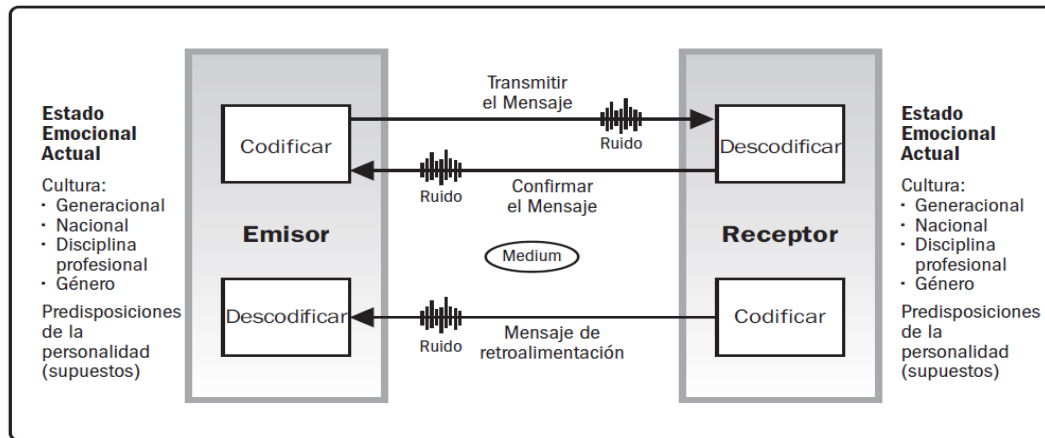 Estado
Emocional
Actual
Cultura:
· Generacional
· Nacional
· Disciplina
profesional
· Género
Predisposiciones
de la
personalidad
(supuestos)
Codificar
Emisor
Descodificar
Transmitir
el Mensaje
Ruido
Ruido
Confirmar
el Mensaje
Medium
Ruido
Mensaje de
retroalimentación
Descodificar
Receptor
Codificar
Estado
Emocional
Actual
Cultura:
· Generacional
· Nacional
· Disciplina
profesional
· Género
Predisposiciones
de la
personalidad
(supuestos)